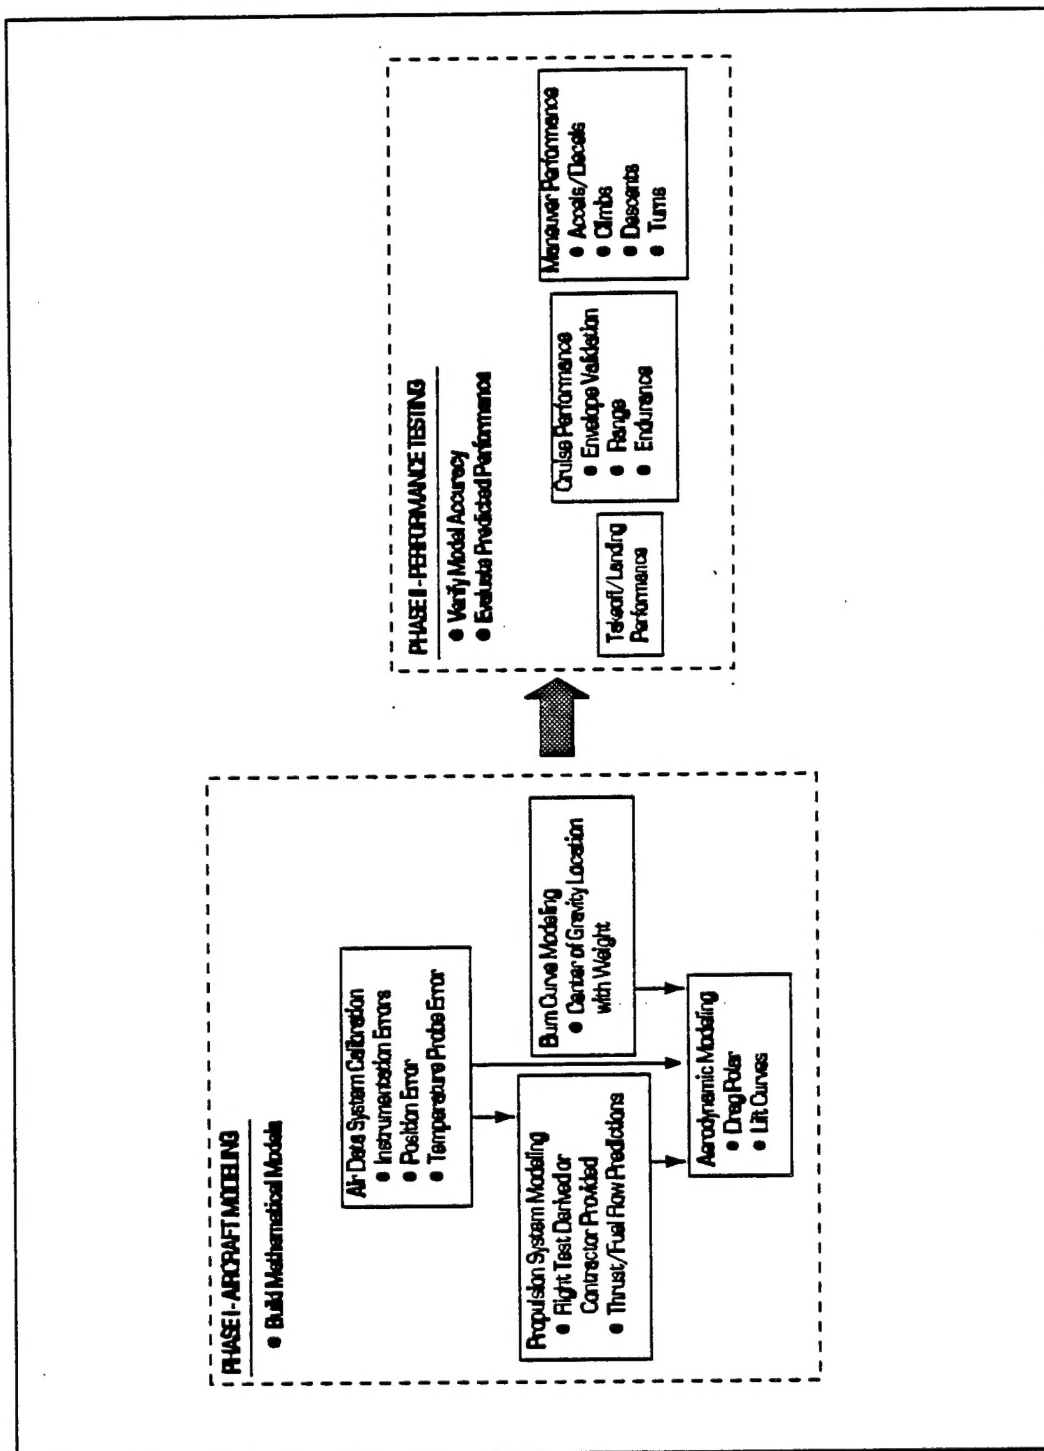 PHASE I - AIRCRAFT MODELING
● Build Mathematical Models
Air Data System Calibration
● Instrumentation Errors
● Position Error
● Temperature Probe Error
Propulsion System Modeling
● Flight Test Derived or
Contractor Provided
● Thrust/Fuel Flow Predictions
Burn Curve Modeling
● Center of Gravity Location
with Weight
Aerodynamic Modeling
● Drag Polar
● Lift Curves
PHASE II - PERFORMANCE TESTING
● Verify Model Accuracy
● Evaluate Predicted Performance
Takeoff/Landing
Performance
Cruise Performance
● Envelope Validation
● Range
● Endurance
Maneuver Performance
● Accels/Decels
● Climbs
● Descents
● Turns